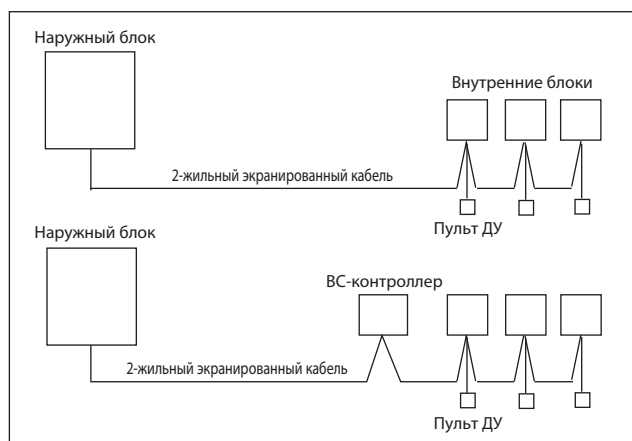 Наружный блок
Внутренние блоки
2-жильный экранированный кабель
Пульт ДУ
Наружный блок
ВС-контроллер
2-жильный экранированный кабель
Пульт ДУ